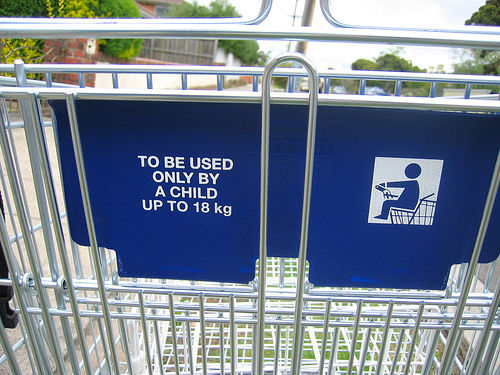 TO BE USED
ONLY BY
A CHILD
UP TO 18 kg